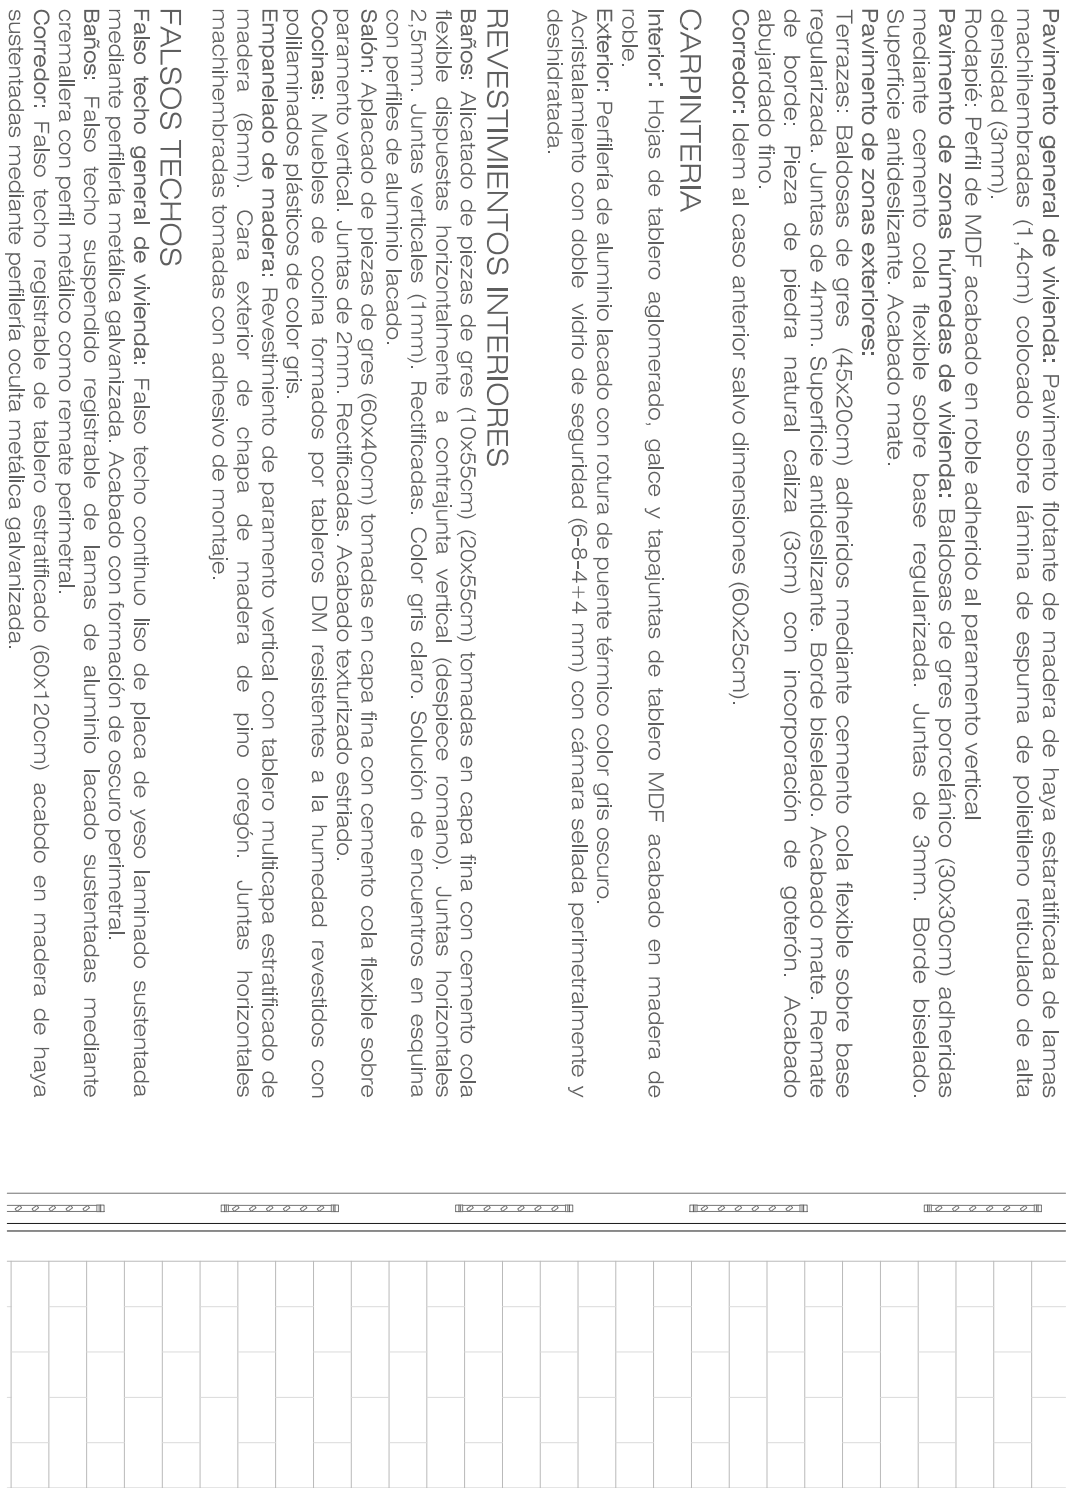 Pavimento general de vivienda: Pavimento flotante de madera de haya estaratificada de lamas
machihembradas (1,4cm) colocado sobre lámina de espuma de polietileno reticulado de alta
densidad (3mm).
Rodapié: Perfil de MDF acabado en roble adherido al paramento vertical
Pavimento de zonas húmedas de vivienda: Baldosas de gres porcelánico (30x30cm) adheridas
mediante cemento cola flexible sobre base regularizada. Juntas de 3mm. Borde biselado.
Superficie antideslizante. Acabado mate.
Pavimento de zonas exteriores:
Terrazas: Baldosas de gres (45x20cm) adheridos mediante cemento cola flexible sobre base
regularizada. Juntas de 4mm. Superficie antideslizante. Borde biselado. Acabado mate. Remate
de borde: Pieza de piedra natural caliza (3cm) con incorporación de goterón. Acabado
abujardado fino.
Corredor: Idem al caso anterior salvo dimensiones (60x25cm).
CARPINTERIA
Interior: Hojas de tablero aglomerado, galce y tapajuntas de tablero MDF acabado en madera de
roble.
Exterior: Perfilería de aluminio lacado con rotura de puente térmico color gris oscuro.
Acristalamiento con doble vidrio de seguridad (6-8-4+4 mm) con cámara sellada perimetralmente y
deshidratada.
REVESTIMIENTOS INTERIORES
Baños: Alicatado de piezas de gres (10x55cm) (20x55cm) tomadas en capa fina con cemento cola
flexible dispuestas horizontalmente a contrajunta vertical (despiece romano). Juntas horizontales
2,5mm. Juntas verticales (1mm). Rectificadas. Color gris claro. Solución de encuentros en esquina
con perfiles de aluminio lacado.
Salón: Aplacado de piezas de gres (60x40cm) tomadas en capa fina con cemento cola flexible sobre
paramento vertical. Juntas de 2mm. Rectificadas. Acabado texturizado estriado.
Cocinas: Muebles de cocina formados por tableros DM resistentes a la humedad revestidos con
polilaminados plásticos de color gris.
Empanelado de madera: Revestimiento de paramento vertical con tablero multicapa estratificado de
madera (8mm). Cara exterior de chapa de madera de pino oregón. Juntas horizontales
machihembradas tomadas con adhesivo de montaje.
FALSOS TECHOS
Falso techo general de vivienda: Falso techo continuo liso de placa de yeso laminado sustentada
mediante perfilería metálica galvanizada. Acabado con formación de oscuro perimetral.
Baños: Falso techo suspendido registrable de lamas de aluminio lacado sustentadas mediante
cremallera con perfil metálico como remate perimetral.
Corredor: Falso techo registrable de tablero estratificado (60x120cm) acabdo en madera de haya
sustentadas mediante perfilería oculta metálica galvanizada.